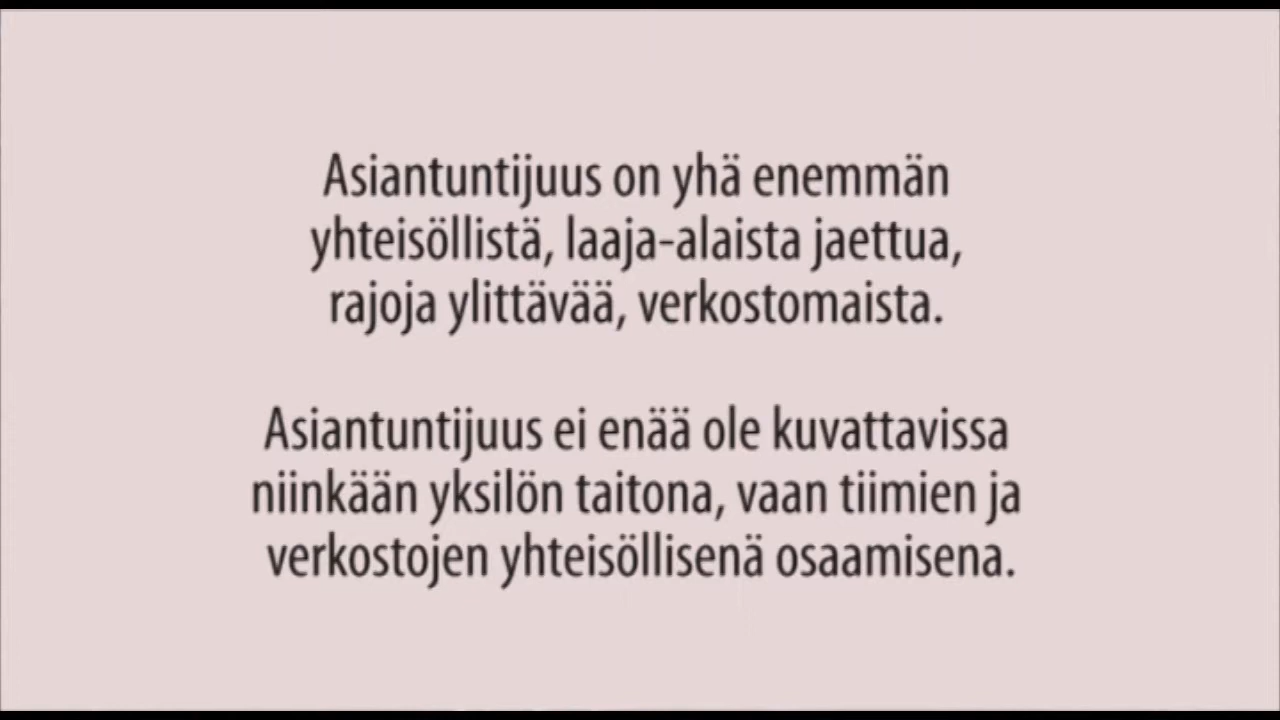 Asiantuntijuus on yhä enemmän
yhteisöllistä, laaja-alaista jaettua,
rajoja ylittävää, verkostomaista.
Asiantuntijuus ei enää ole kuvattavissa
niinkään yksilön taitona, vaan tiimien ja
verkostojen yhteisöllisenä osaamisena.